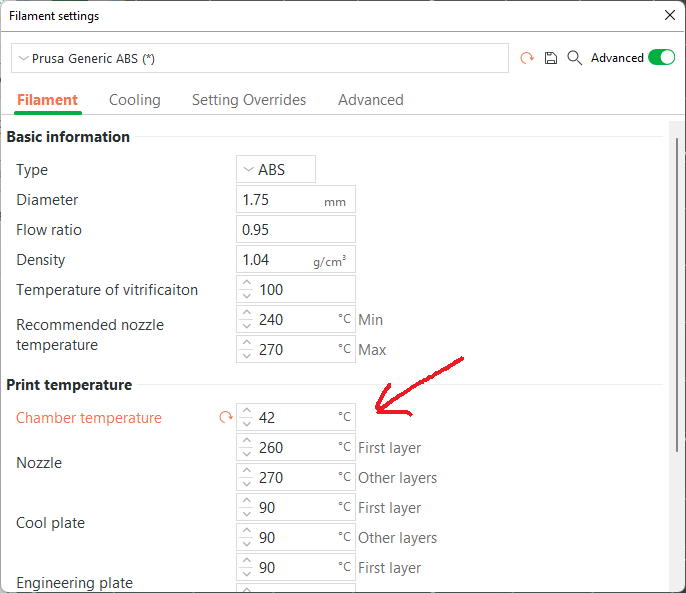 Filament settings
Prusa Generic ABS (*)
Advanced
Filament Cooling Setting Overrides Advanced
Basic information
Type ABS
Diameter 1.75 mm
Flow ratio 0.95
Density 1.04 g/cm³
Temperature of vitrificaiton 100
Recommended nozzle temperature 240 °C Min
270 °C Max
Print temperature
Chamber temperature 42 °C
Nozzle 260 °C First layer
270 °C Other layers
Cool plate 90 °C First layer
90 °C Other layers
Engineering plate 90 °C First layer